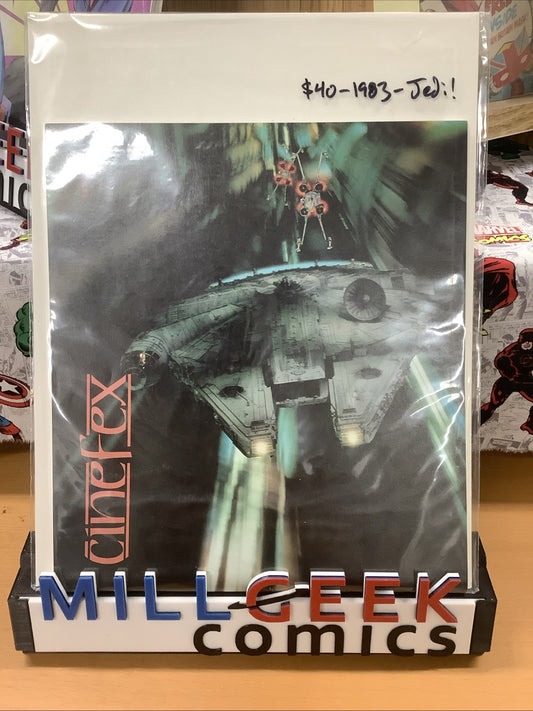 $40-1983-Jedi!
cinefex
MILLGEEK
comics